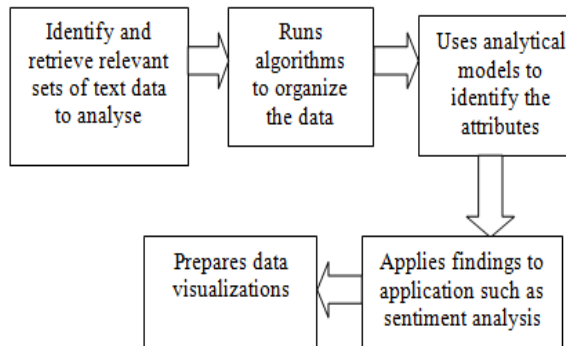 Identify and
retrieve relevant
sets of text data
to analyse
Runs
algorithms
to organize
the data
Uses analytical
models to
identify the
attributes
Applies findings to
application such as
sentiment analysis
Prepares data
visualizations